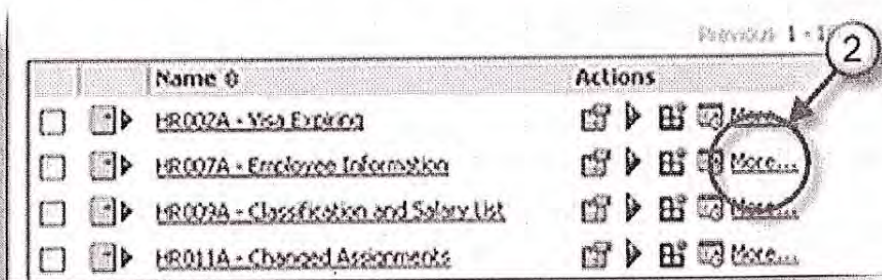 Previous 1 - 1
2
Name Actions
HR002A - Visa Expiring More...
HR007A - Employee Information More...
HR009A - Classification and Salary List More...
HR011A - Changed Assignments More...